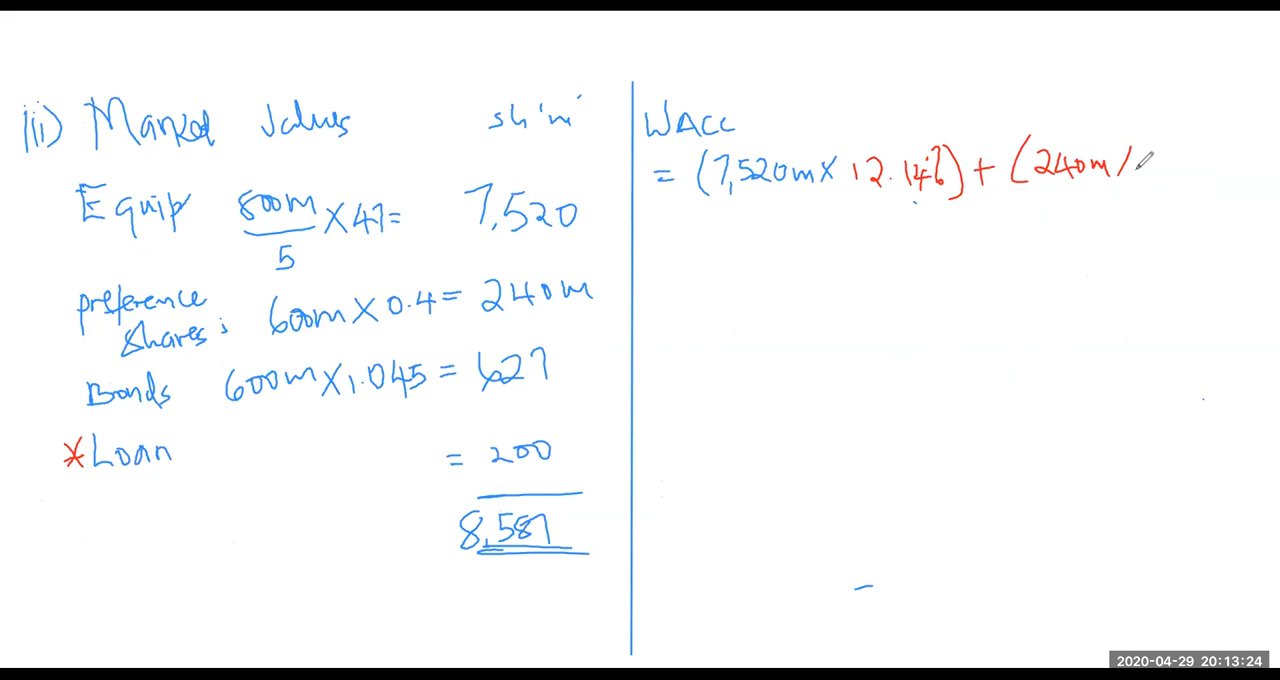 iii) Market Values sh'm'
Equip 800m/5 X 47= 7,520
preference
shares: 600m X 0.4 = 240m
Bonds 600m X 1.045 = 627
*Loan = 200
8,587
WACC
= (7,520m X 12.14%) + (240m/
2020-04-29 20:13:24